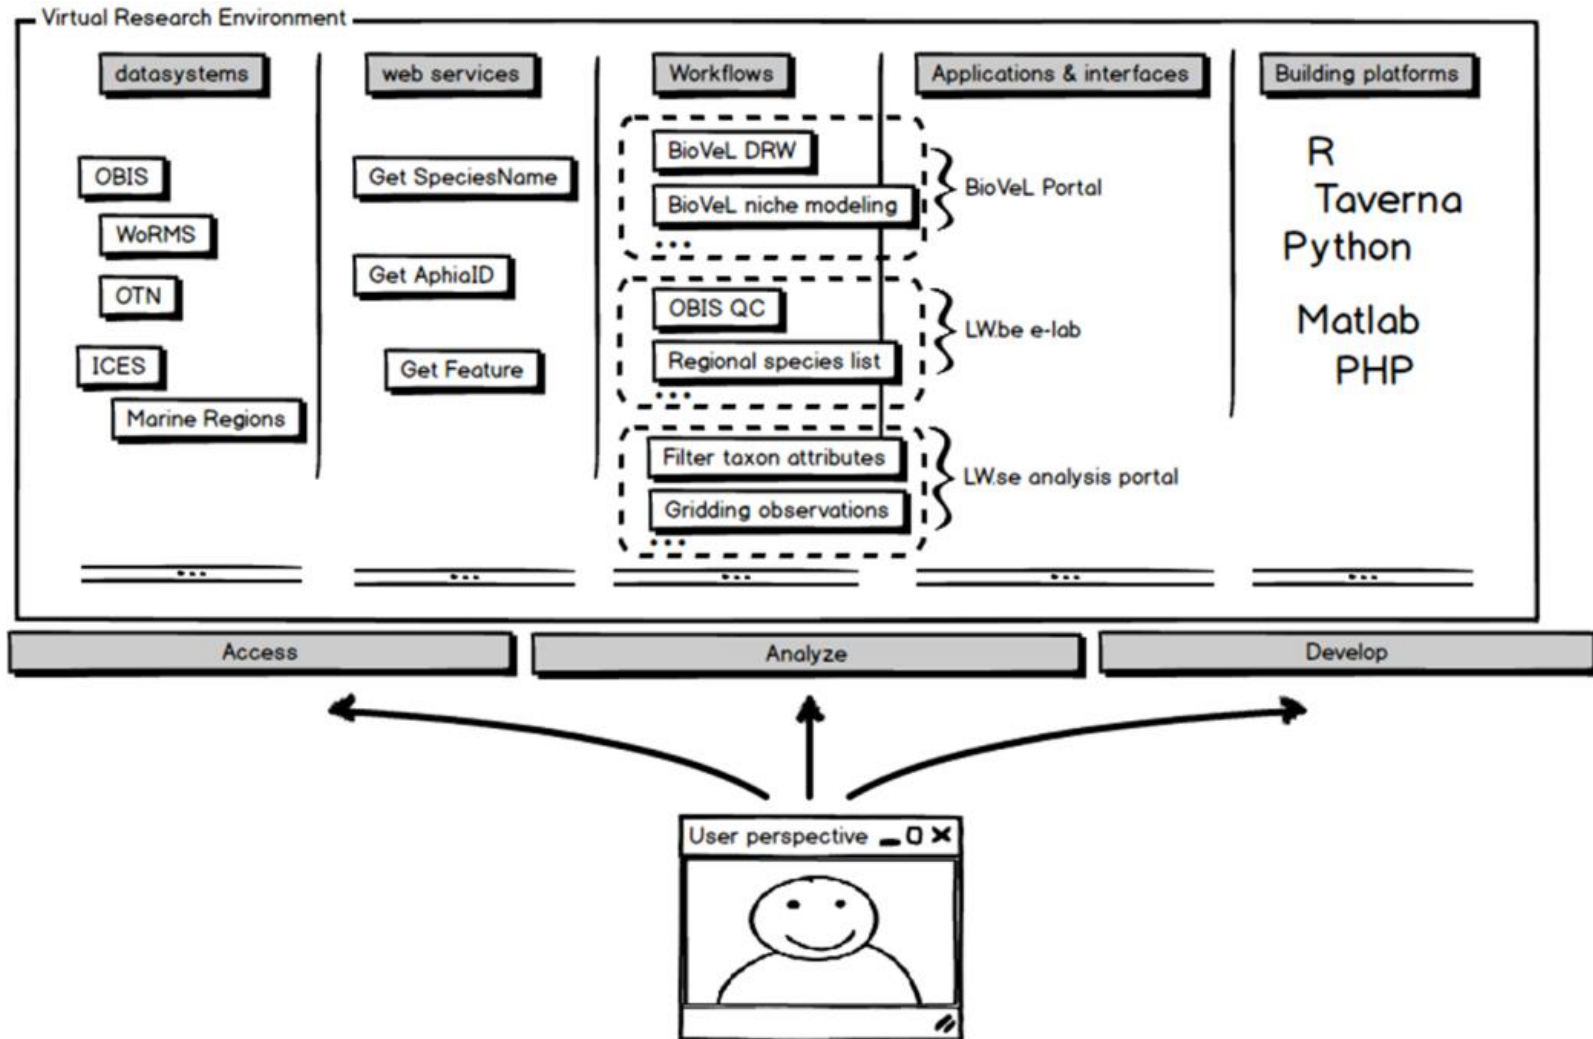 Virtual Research Environment
datasystems
OBIS
WoRMS
OTN
ICES
Marine Regions
...
web services
Get SpeciesName
Get AphiaID
Get Feature
...
Workflows
BioVeL DRW
BioVeL niche modeling
...
OBIS QC
Regional species list
...
Filter taxon attributes
Gridding observations
...
...
Applications & interfaces
BioVeL Portal
LW.be e-lab
LW.se analysis portal
...
Building platforms
R
Taverna
Python
Matlab
PHP
...
Access
Analyze
Develop
User perspective